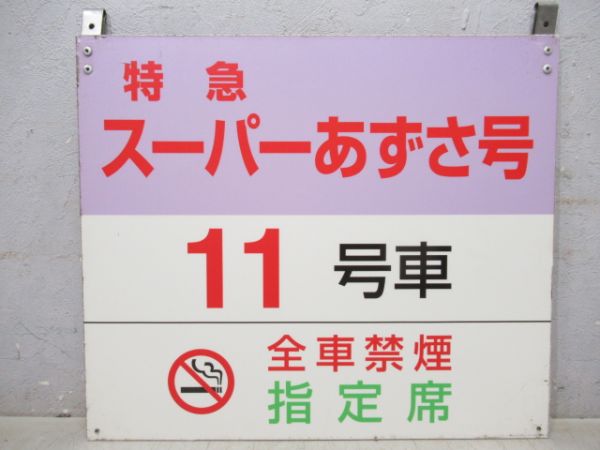 特急
スーパーあずさ号
11 号車
全車禁煙
指定席